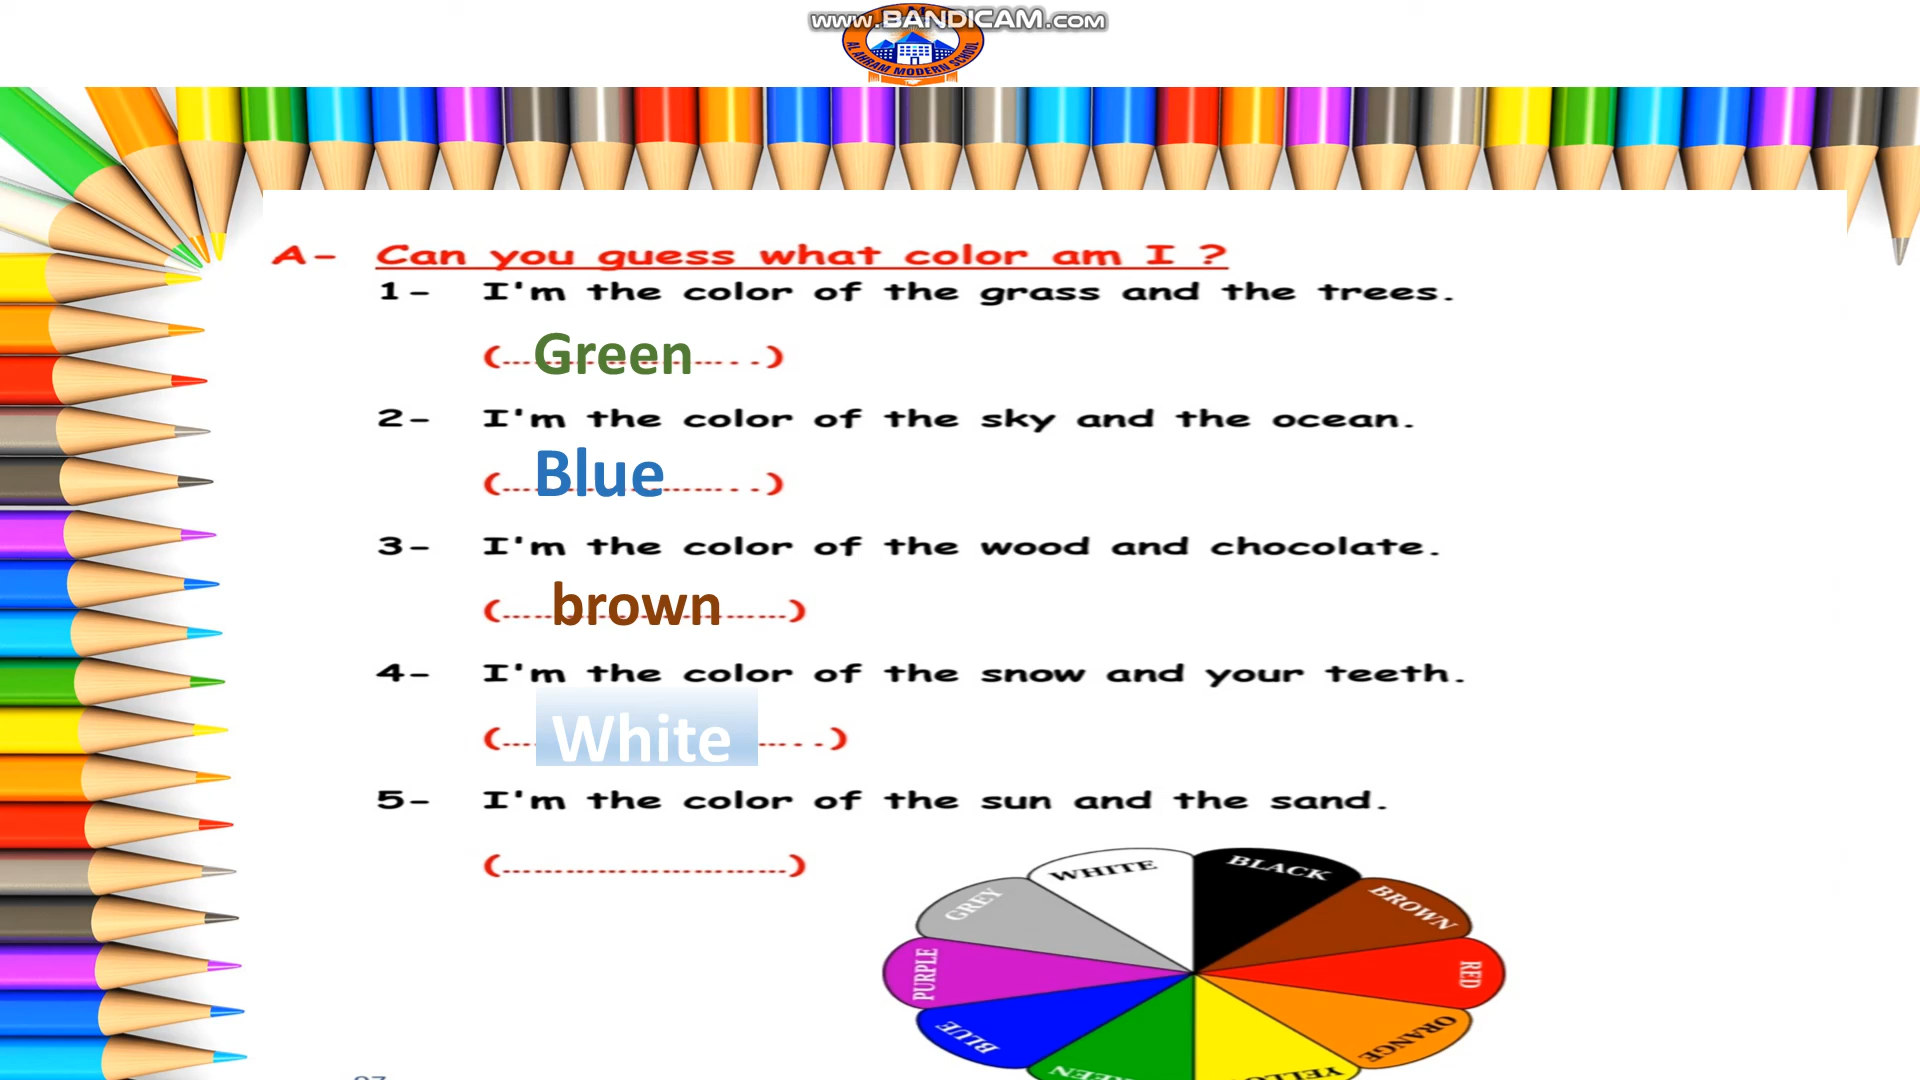 www.BANDICAM.com
AL AHRAM MODERN SCHOOL
A- Can you guess what color am I ?
1- I'm the color of the grass and the trees.
(....Green.....)
2- I'm the color of the sky and the ocean.
(....Blue.....)
3- I'm the color of the wood and chocolate.
(....brown.....)
4- I'm the color of the snow and your teeth.
(....White.....)
5- I'm the color of the sun and the sand.
(............................)
WHITE
BLACK
GREY
BROWN
PURPLE
RED
BLUE
ORANGE
GREEN
YELLOW